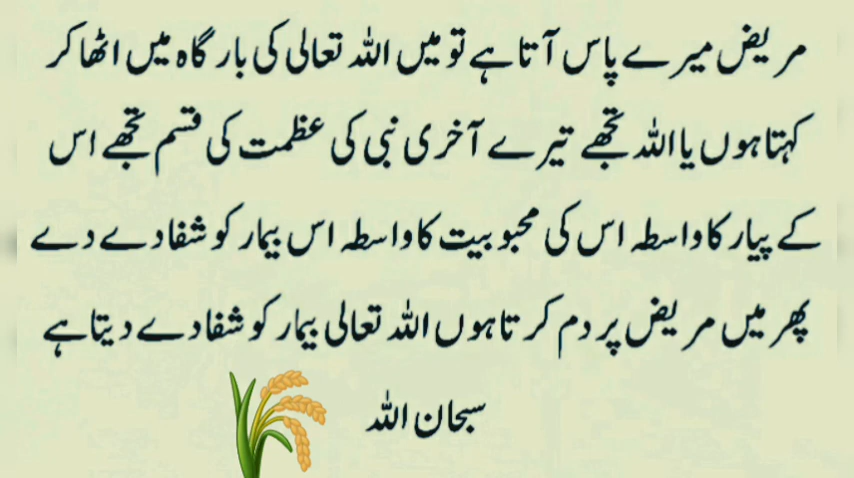 مریض میرے پاس آتا ہے تو میں اللہ تعالی کی بارگاہ میں اٹھا کر
کہتا ہوں یا اللہ تجھے تیرے آخری نبی کی عظمت کی قسم تجھے اس
کے پیار کا واسطہ اس کی محبوبیت کا واسطہ اس بیمار کو شفا دے دے
پھر میں مریض پر دم کرتا ہوں اللہ تعالی بیمار کو شفا دے دیتا ہے
سبحان اللہ